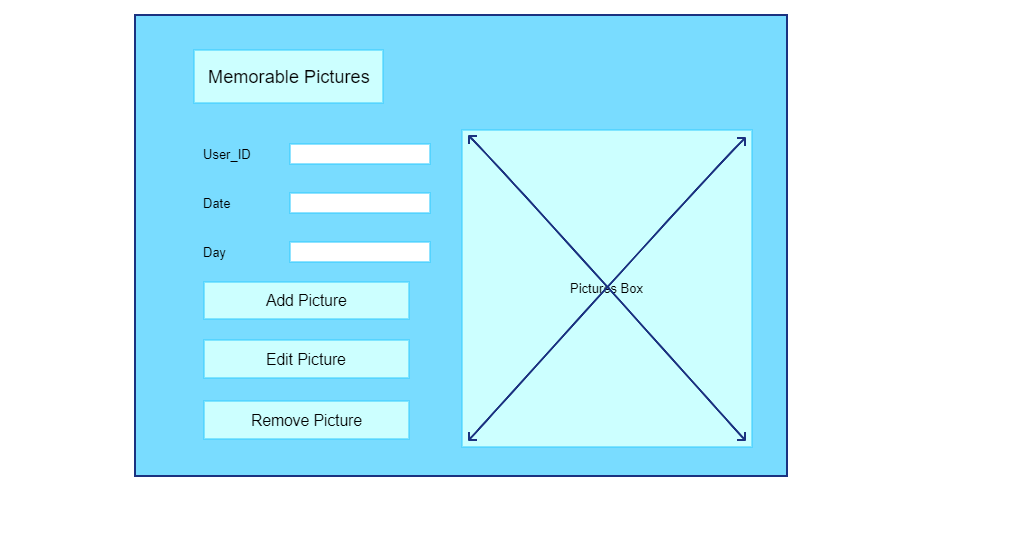 Memorable Pictures
User_ID
Date
Day
Add Picture
Edit Picture
Remove Picture
Pictures Box